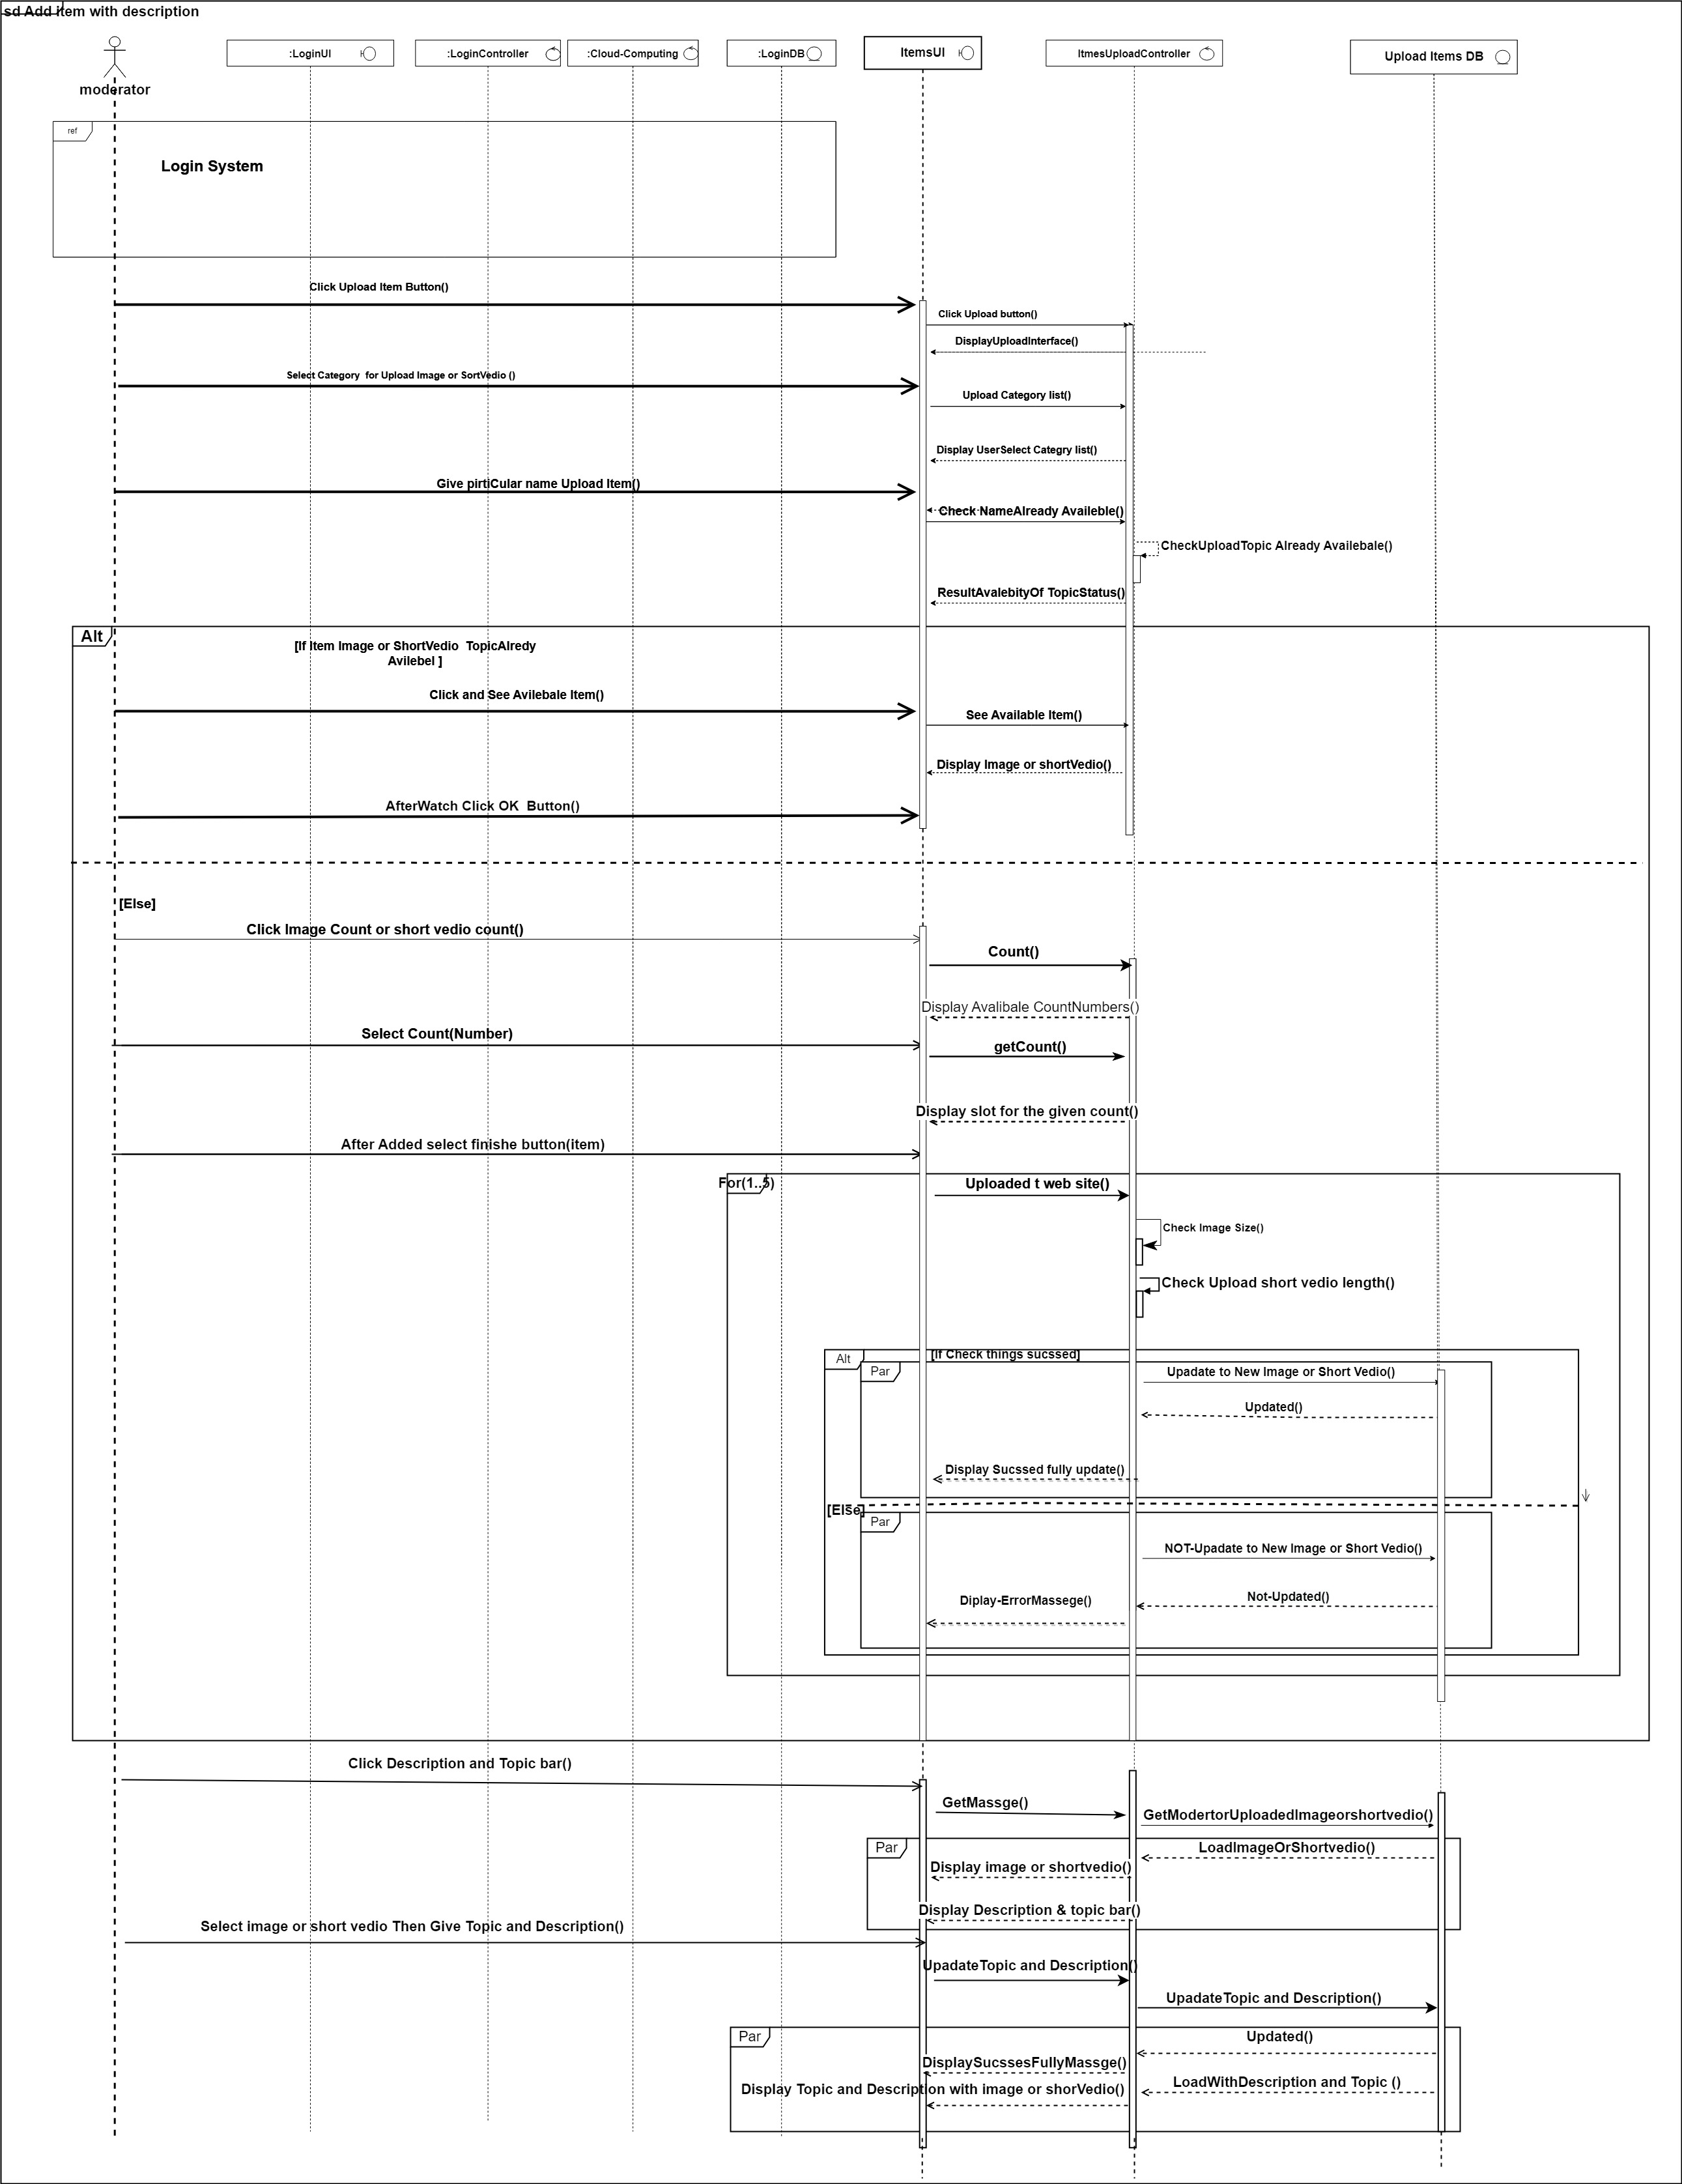 sd Add item with description
moderator
:LoginUI
:LoginController
:Cloud-Computing
:LoginDB
ItemsUI
ItmesUploadController
Upload Items DB
ref
Login System
Click Upload Item Button()
Click Upload button()
DisplayUploadInterface()
Select Category  for Upload Image or SortVedio ()
Upload Category list()
Display UserSelect Categry list()
Give pirtiCular name Upload Item()
Check NameAlready Availeble()
CheckUploadTopic Already Availebale()
ResultAvalebityOf TopicStatus()
Alt
[If Item Image or ShortVedio  TopicAlredy
Avilebel ]
Click and See Avilebale Item()
See Available Item()
Display Image or shortVedio()
AfterWatch Click OK  Button()
[Else]
Click Image Count or short vedio count()
Count()
Display Avalibale CountNumbers()
Select Count(Number)
getCount()
Display slot for the given count()
After Added select finishe button(item)
For(1..5)
Uploaded t web site()
Check Image Size()
Check Upload short vedio length()
Alt
[If Check things sucssed]
Par
Upadate to New Image or Short Vedio()
Updated()
Display Sucssed fully update()
[Else]
Par
NOT-Upadate to New Image or Short Vedio()
Not-Updated()
Diplay-ErrorMassege()
Click Description and Topic bar()
GetMassge()
GetModertorUploadedImageorshortvedio()
Par
LoadImageOrShortvedio()
Display image or shortvedio()
Display Description & topic bar()
Select image or short vedio Then Give Topic and Description()
UpadateTopic and Description()
UpadateTopic and Description()
Par
Updated()
DisplaySucssesFullyMassge()
LoadWithDescription and Topic ()
Display Topic and Description with image or shorVedio()